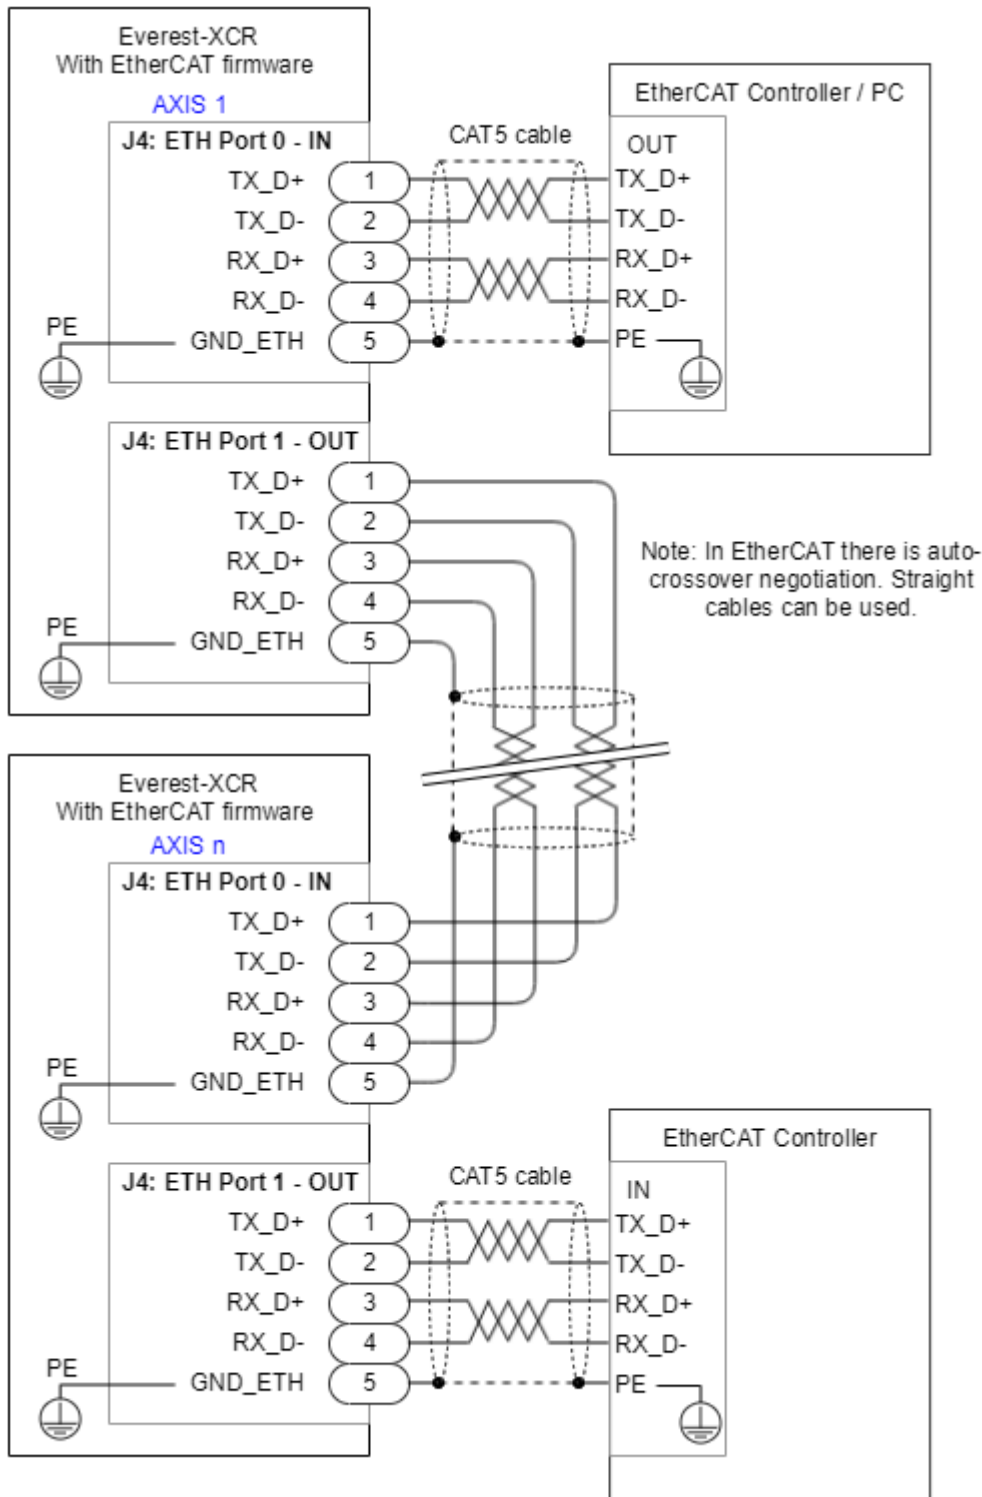 Everest-XCR
With EtherCAT firmware
AXIS 1
J4: ETH Port 0 - IN
TX_D+ 1
TX_D- 2
RX_D+ 3
RX_D- 4
PE GND_ETH 5
CAT5 cable
EtherCAT Controller / PC
OUT
TX_D+
TX_D-
RX_D+
RX_D-
PE
J4: ETH Port 1 - OUT
TX_D+ 1
TX_D- 2
RX_D+ 3
RX_D- 4
PE GND_ETH 5
Note: In EtherCAT there is auto-
crossover negotiation. Straight
cables can be used.
Everest-XCR
With EtherCAT firmware
AXIS n
J4: ETH Port 0 - IN
TX_D+ 1
TX_D- 2
RX_D+ 3
RX_D- 4
PE GND_ETH 5
J4: ETH Port 1 - OUT
TX_D+ 1
TX_D- 2
RX_D+ 3
RX_D- 4
PE GND_ETH 5
CAT5 cable
EtherCAT Controller
IN
TX_D+
TX_D-
RX_D+
RX_D-
PE